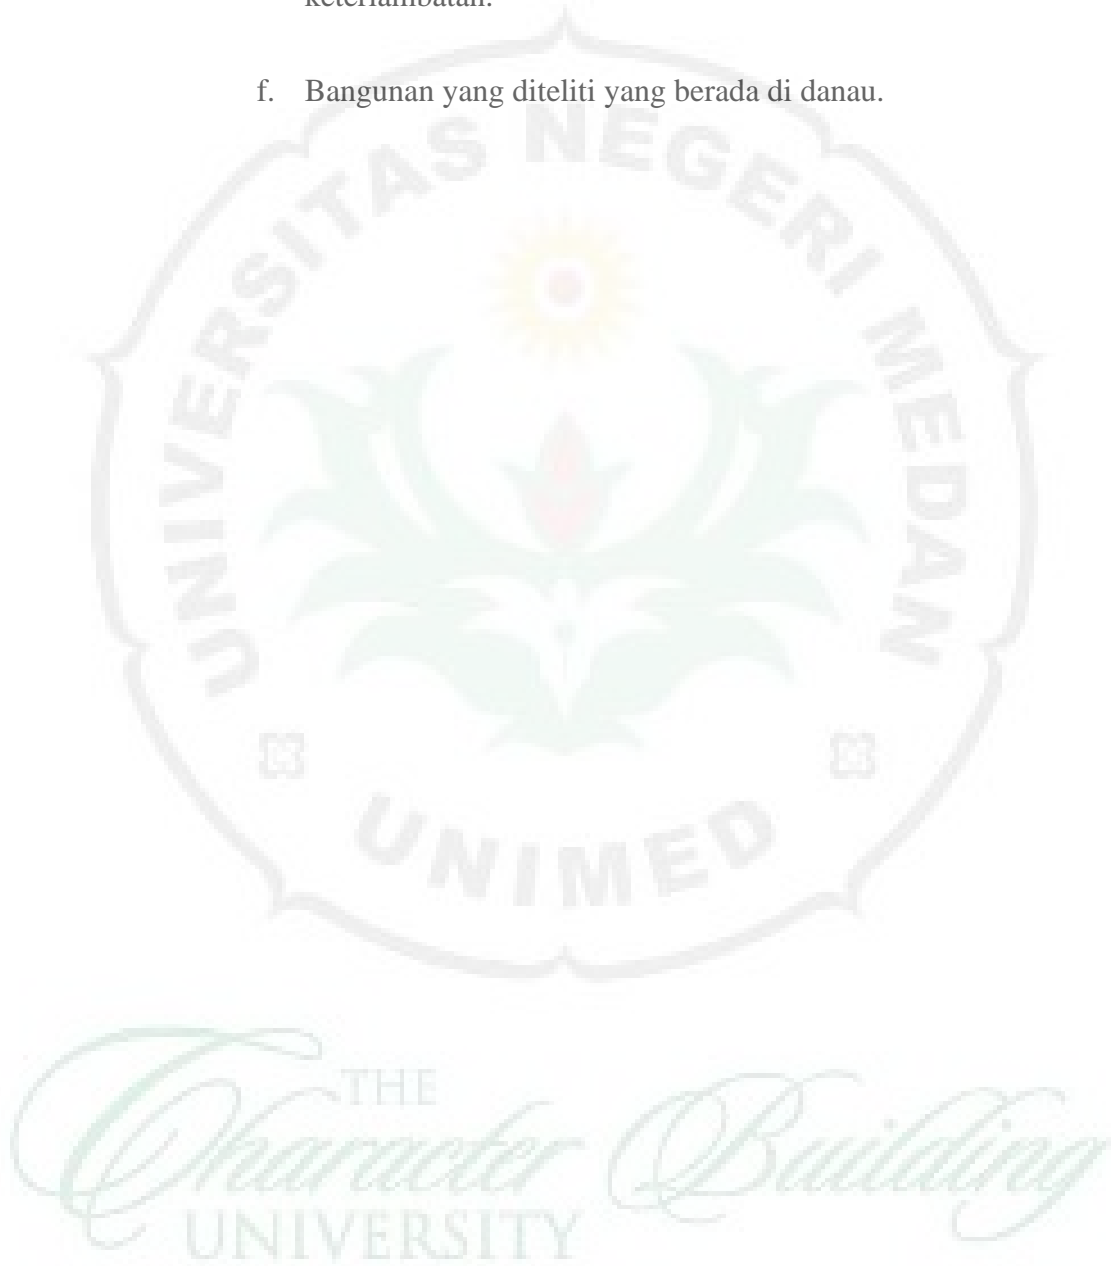 keterlambatan.
f. Bangunan yang diteliti yang berada di danau.
UNIVERSITAS NEGERI MEDAN
UNIMED
THE
Character Building
UNIVERSITY